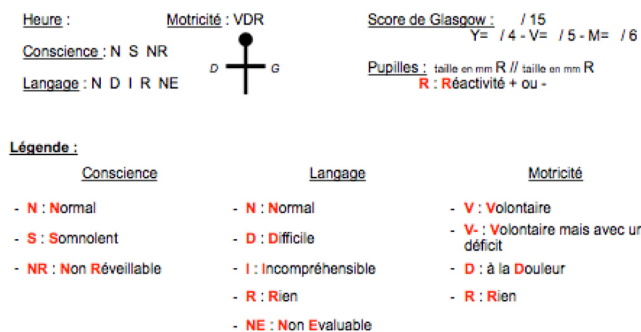 Heure :
Motricité : VDR
Score de Glasgow : / 15
Y= / 4 - V= / 5 - M= / 6
Conscience : N S NR
D G
Pupilles : taille en mm R // taille en mm R
R : Réactivité + ou -
Langage : N D I R NE
Légende :
Conscience
- N : Normal
- S : Somnolent
- NR : Non Réveillable
Langage
- N : Normal
- D : Difficile
- I : Incompréhensible
- R : Rien
- NE : Non Evaluable
Motricité
- V : Volontaire
- V- : Volontaire mais avec un
déficit
- D : à la Douleur
- R : Rien